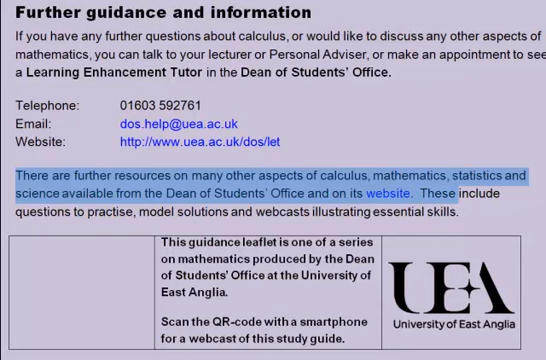 Further guidance and information
If you have any further questions about calculus, or would like to discuss any other aspects of
mathematics, you can talk to your lecturer or Personal Adviser, or make an appointment to see
a Learning Enhancement Tutor in the Dean of Students' Office.
Telephone: 01603 592761
Email: dos.help@uea.ac.uk
Website: http://www.uea.ac.uk/dos/let
There are further resources on many other aspects of calculus, mathematics, statistics and
science available from the Dean of Students' Office and on its website. These include
questions to practise, model solutions and webcasts illustrating essential skills.
This guidance leaflet is one of a series
on mathematics produced by the Dean
of Students' Office at the University of
East Anglia.
Scan the QR-code with a smartphone
for a webcast of this study guide.
UEA
University of East Anglia